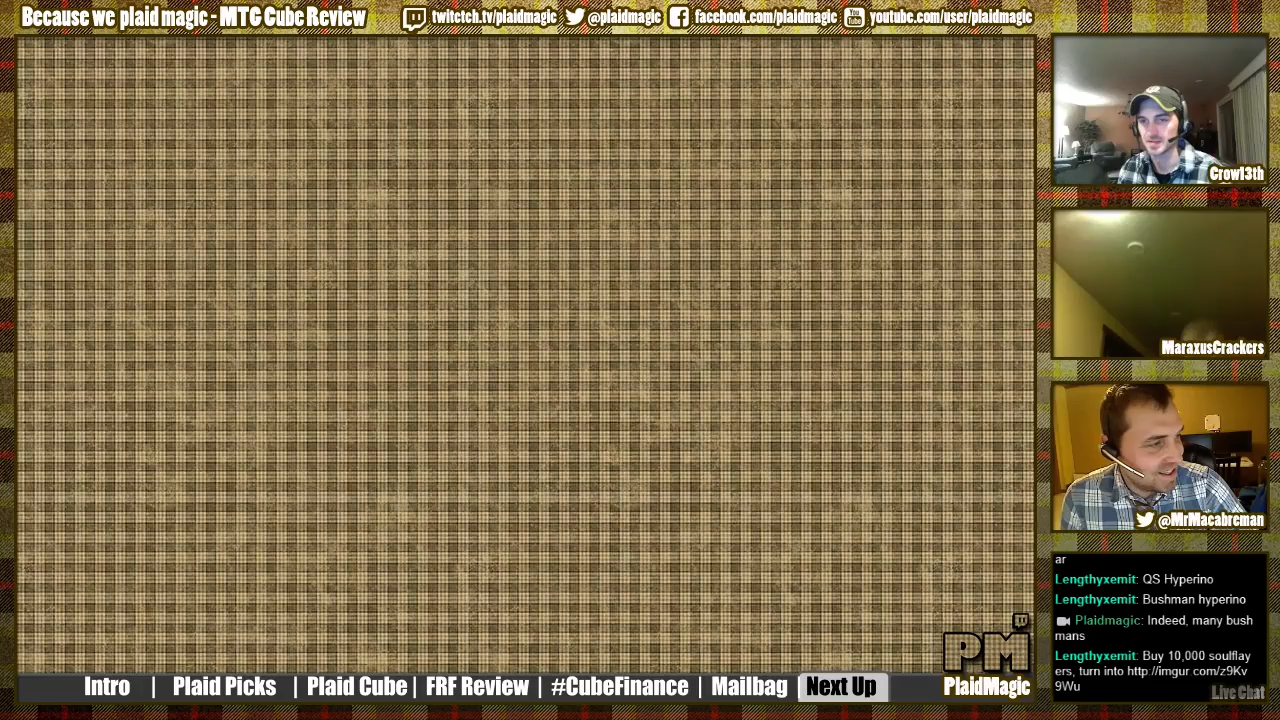 Because we plaid magic - MTG Cube Review
twitctch.tv/plaidmagic
@plaidmagic
facebook.com/plaidmagic
You
Tube
youtube.com/user/plaidmagic
Crow13th
MaraxusCrackers
@MrMacabreman
ar
Lengthyxemit: QS Hyperino
Lengthyxemit: Bushman hyperino
Plaidmagic: Indeed, many bush
mans
Lengthyxemit: Buy 10,000 soulflay
ers, turn into http://imgur.com/z9Kv
9Wu
Live Chat
PM
PlaidMagic
Intro | Plaid Picks | Plaid Cube | FRF Review | #CubeFinance | Mailbag | Next Up